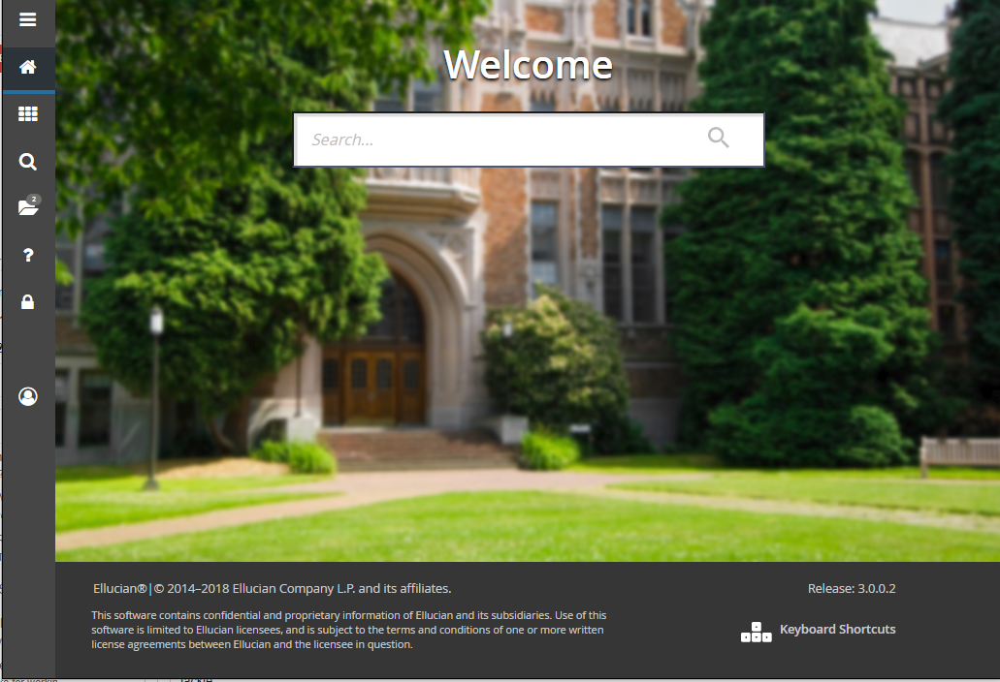 Welcome
Search...
2
?
Ellucian®|© 2014–2018 Ellucian Company L.P. and its affiliates.
Release: 3.0.0.2
This software contains confidential and proprietary information of Ellucian and its subsidiaries. Use of this
software is limited to Ellucian licensees, and is subject to the terms and conditions of one or more written
license agreements between Ellucian and the licensee in question.
Keyboard Shortcuts